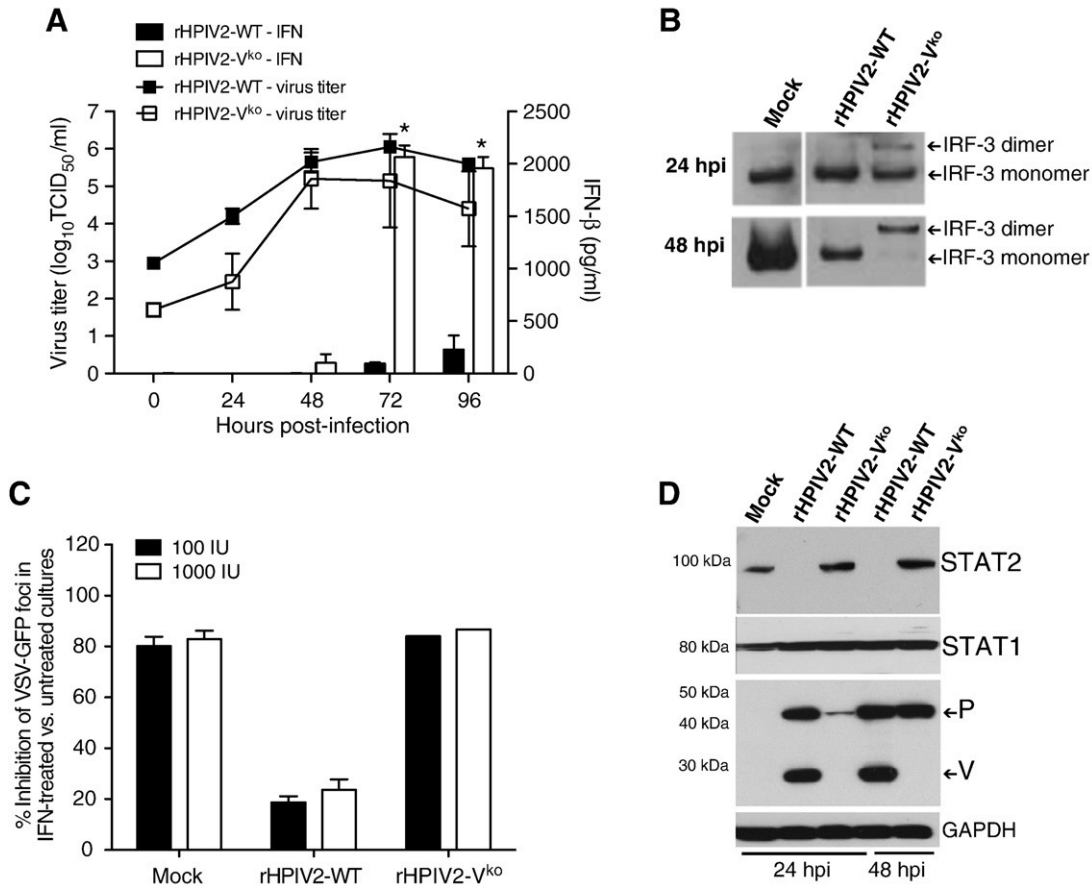 A
rHPIV2-WT - IFN
rHPIV2-Vko - IFN
rHPIV2-WT - virus titer
rHPIV2-Vko - virus titer
Virus titer (log10TCID50/ml)
7
6
5
4
3
2
1
0
2500
2000
1500
1000
500
0
IFN-β (pg/ml)
* *
0 24 48 72 96
Hours post-infection
B
Mock rHPIV2-WT rHPIV2-Vko
24 hpi
←IRF-3 dimer
←IRF-3 monomer
48 hpi
←IRF-3 dimer
←IRF-3 monomer
C
100 IU
1000 IU
% Inhibition of VSV-GFP foci in
IFN-treated vs. untreated cultures
120
100
80
60
40
20
0
Mock rHPIV2-WT rHPIV2-Vko
D
Mock rHPIV2-WT rHPIV2-Vko rHPIV2-WT rHPIV2-Vko
100 kDa STAT2
80 kDa STAT1
50 kDa
←P
40 kDa
30 kDa
←V
GAPDH
24 hpi 48 hpi